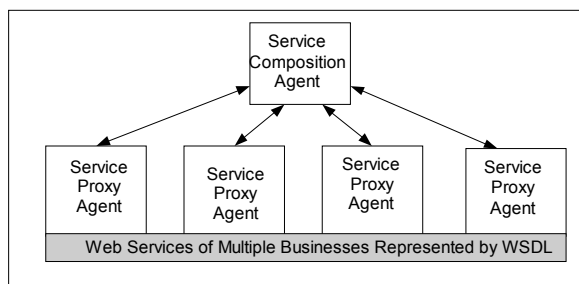 Service
Composition
Agent
Service
Proxy
Agent
Service
Proxy
Agent
Service
Proxy
Agent
Service
Proxy
Agent
Web Services of Multiple Businesses Represented by WSDL